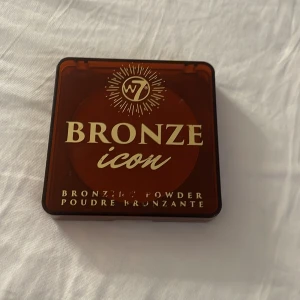 W7
BRONZE
icon
BRONZING POWDER
POUDRE BRONZANTE